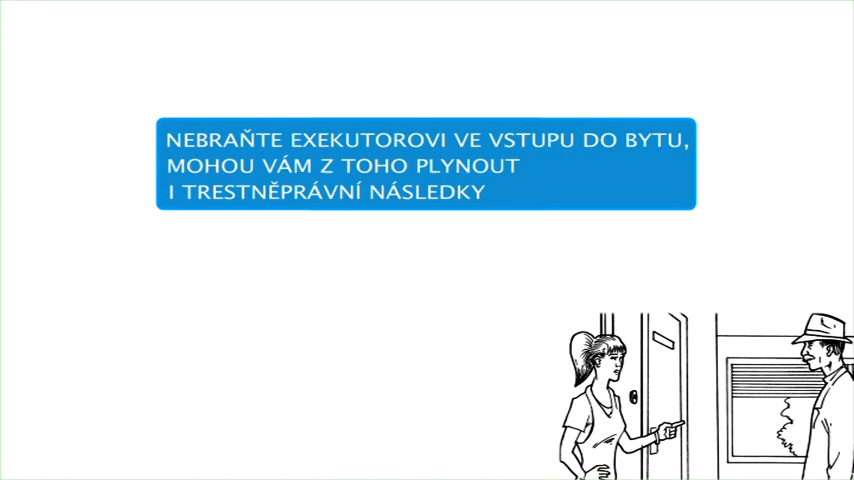 NEBRAŇTE EXEKUTOROVI VE VSTUPU DO BYTU,
MOHOU VÁM Z TOHO PLYNOUT
I TRESTNĚPRÁVNÍ NÁSLEDKY